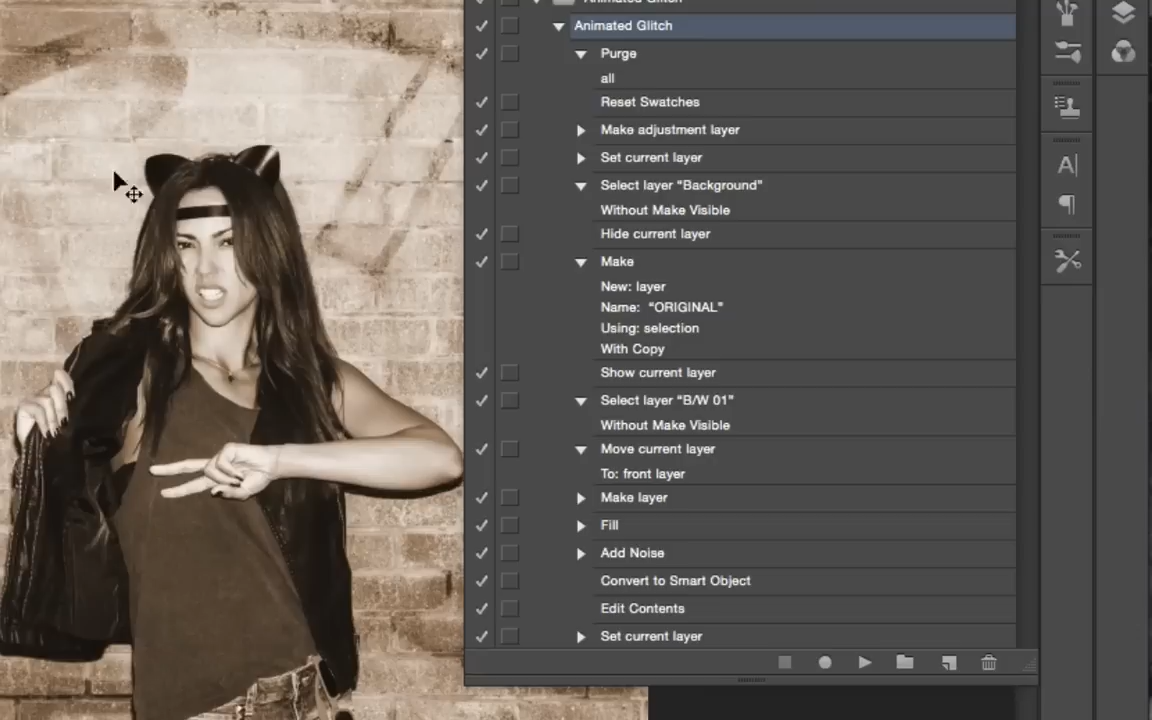 Animated Glitch
Animated Glitch
Purge
all
Reset Swatches
Make adjustment layer
Set current layer
Select layer “Background”
Without Make Visible
Hide current layer
Make
New: layer
Name: “ORIGINAL”
Using: selection
With Copy
Show current layer
Select layer “B/W 01”
Without Make Visible
Move current layer
To: front layer
Make layer
Fill
Add Noise
Convert to Smart Object
Edit Contents
Set current layer